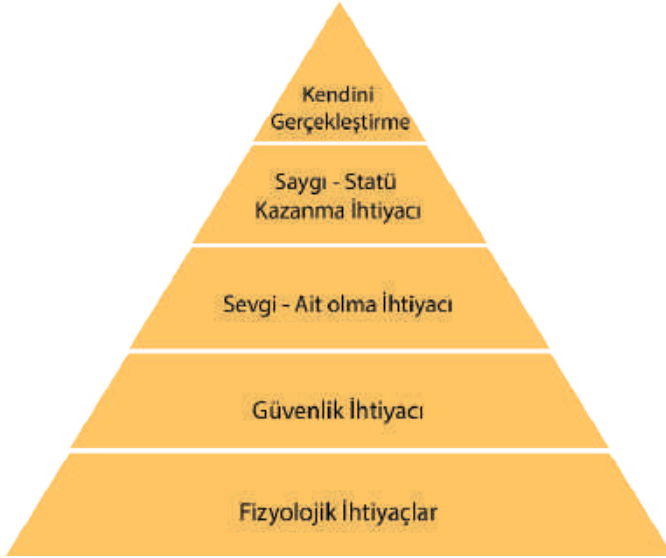 Kendini
Gerçekleştirme
Saygı - Statü
Kazanma İhtiyacı
Sevgi - Ait olma İhtiyacı
Güvenlik İhtiyacı
Fizyolojik İhtiyaçlar